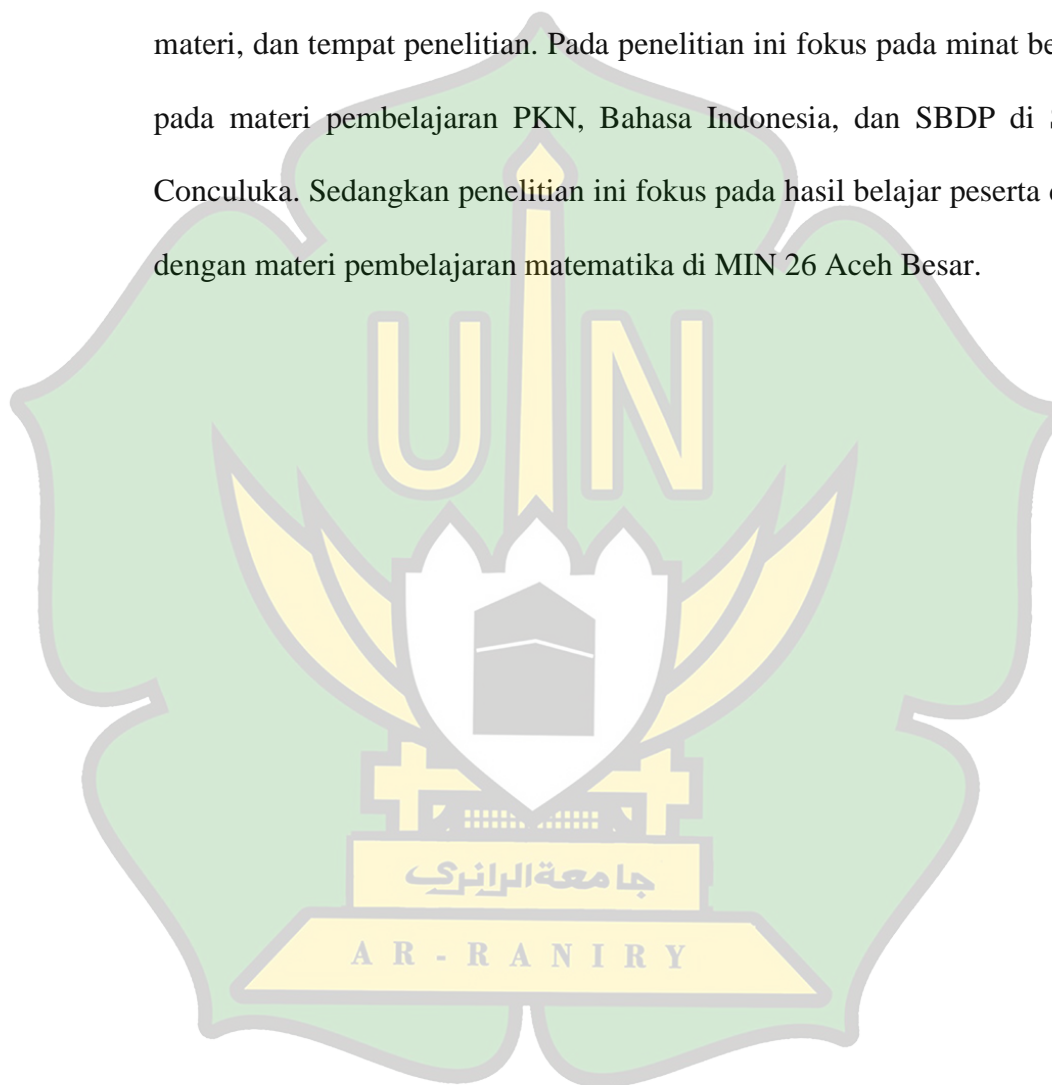 materi, dan tempat penelitian. Pada penelitian ini fokus pada minat
pada materi pembelajaran PKN, Bahasa Indonesia, dan SBDP di
Conculuka. Sedangkan penelitian ini fokus pada hasil belajar peserta
dengan materi pembelajaran matematika di MIN 26 Aceh Besar.
UIN
جامعة الرانري
AR-RANIRY